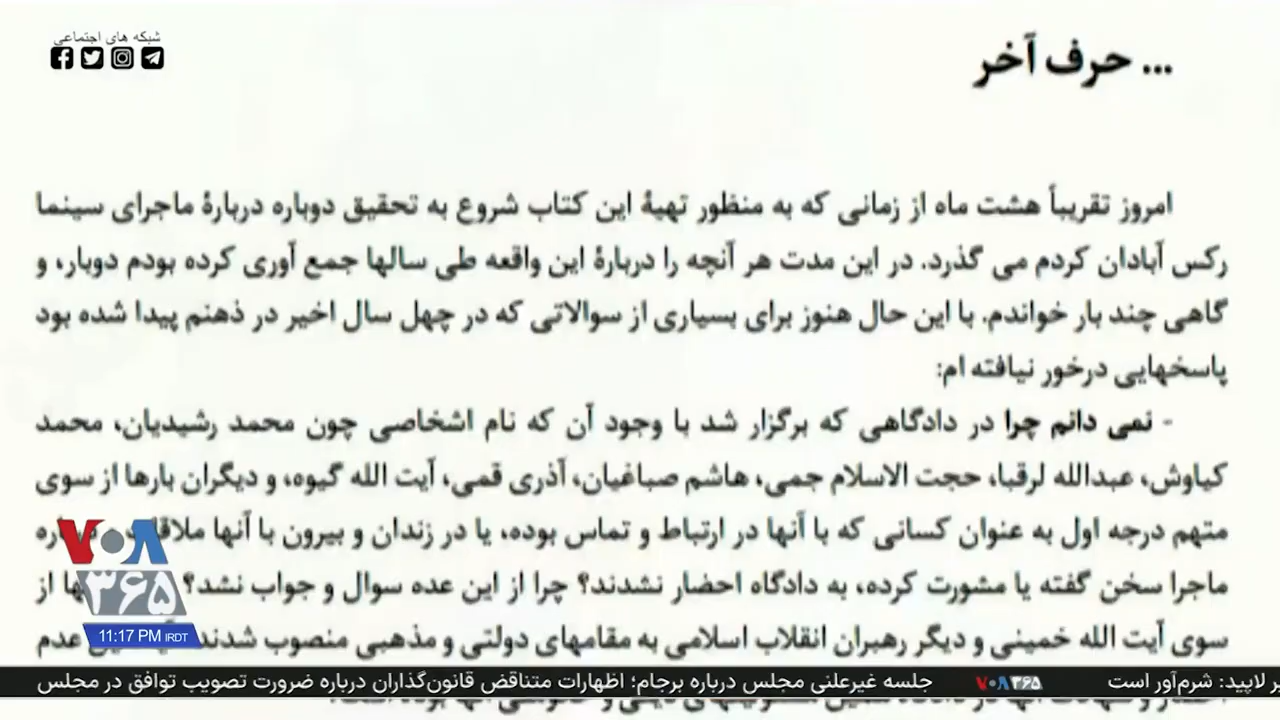 شبکه های اجتماعی
... حرف آخر
امروز تقریباً هشت ماه از زمانی که به منظور تهیهٔ این کتاب شروع به تحقیق دوباره دربارهٔ ماجرای سینما
رکس آبادان کردم می گذرد. در این مدت هر آنچه را دربارهٔ این واقعه طی سالها جمع آوری کرده بودم دوبار، و
گاهی چند بار خواندم. با این حال هنوز برای بسیاری از سوالاتی که در چهل سال اخیر در ذهنم پیدا شده بود
پاسخهایی درخور نیافته ام:
- نمی دانم چرا در دادگاهی که برگزار شد با وجود آن که نام اشخاصی چون محمد رشیدیان، محمد
کیاوش، عبدالله لرقبا، حجت الاسلام جمی، هاشم صباغیان، آذری قمی، آیت الله گیوه، و دیگران بارها از سوی
متهم درجه اول به عنوان کسانی که با آنها در ارتباط و تماس بوده، یا در زندان و بیرون با آنها
ماجرا سخن گفته یا مشورت کرده، به دادگاه احضار نشدند؟ چرا از این عده سوال و جواب نشد؟ از
سوی آیت الله خمینی و دیگر رهبران انقلاب اسلامی به مقامهای دولتی و مذهبی منصوب شدند عدم
VOA
۳۶۵
11:17 PM IRDT
ر لاپید: شرم‌آور است VOA۳۶۵ جلسه غیرعلنی مجلس درباره برجام؛ اظهارات متناقض قانون‌گذاران درباره ضرورت تصویب توافق در مجلس